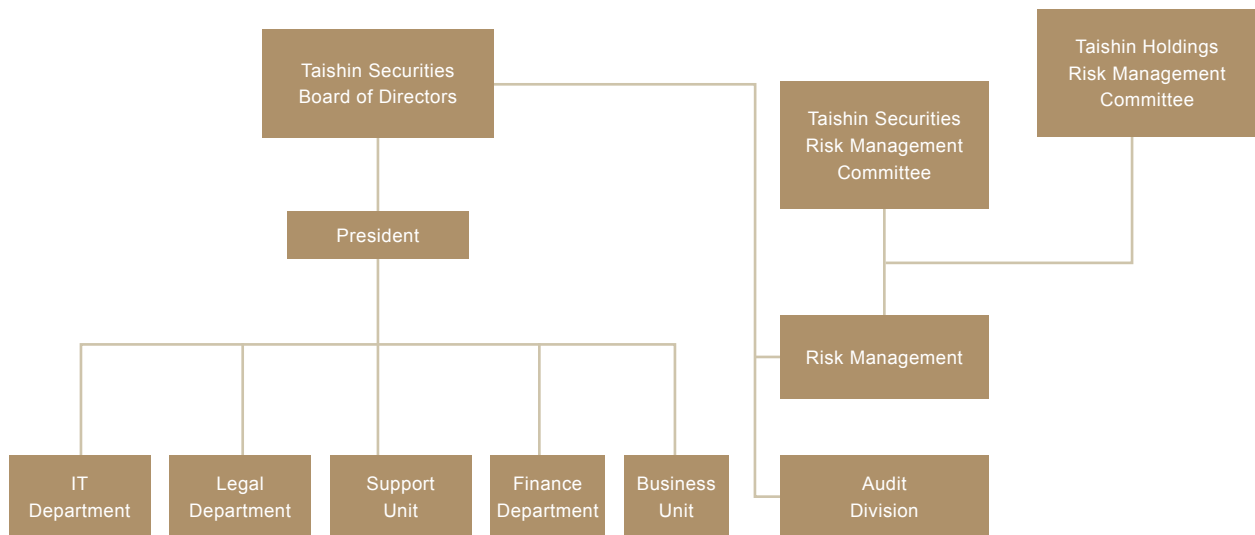 Taishin Securities
Board of Directors
Taishin Holdings
Risk Management
Committee
Taishin Securities
Risk Management
Committee
President
Risk Management
IT
Department
Legal
Department
Support
Unit
Finance
Department
Business
Unit
Audit
Division